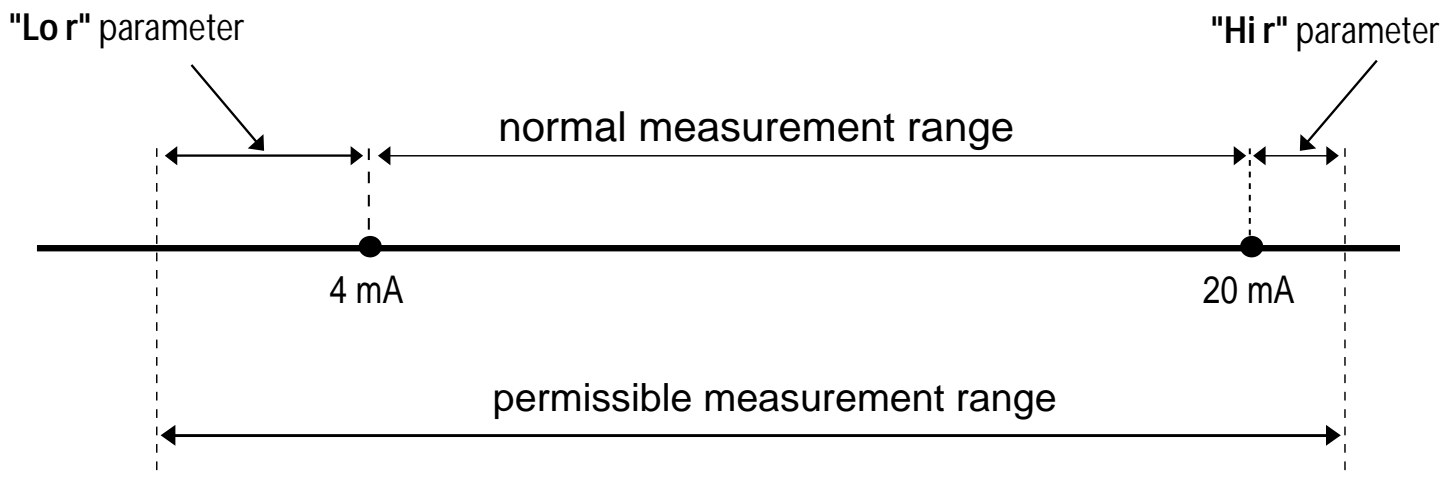 "Lo r" parameter
"Hi r" parameter
normal measurement range
4 mA
20 mA
permissible measurement range